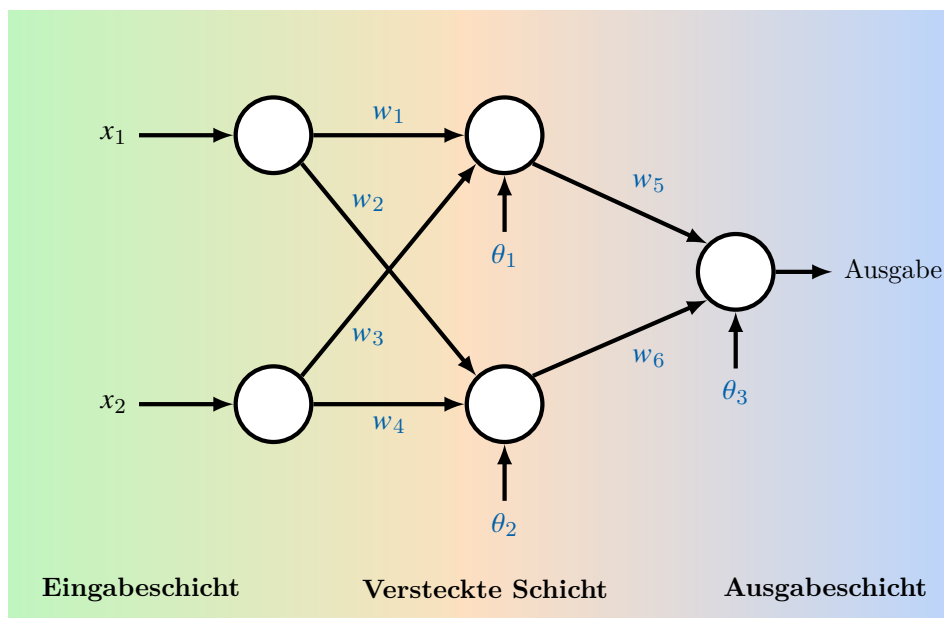 x₁
w₁
w₂
w₅
θ₁
Ausgabe
w₃
w₆
x₂
w₄
θ₃
θ₂
Eingabeschicht
Versteckte Schicht
Ausgabeschicht